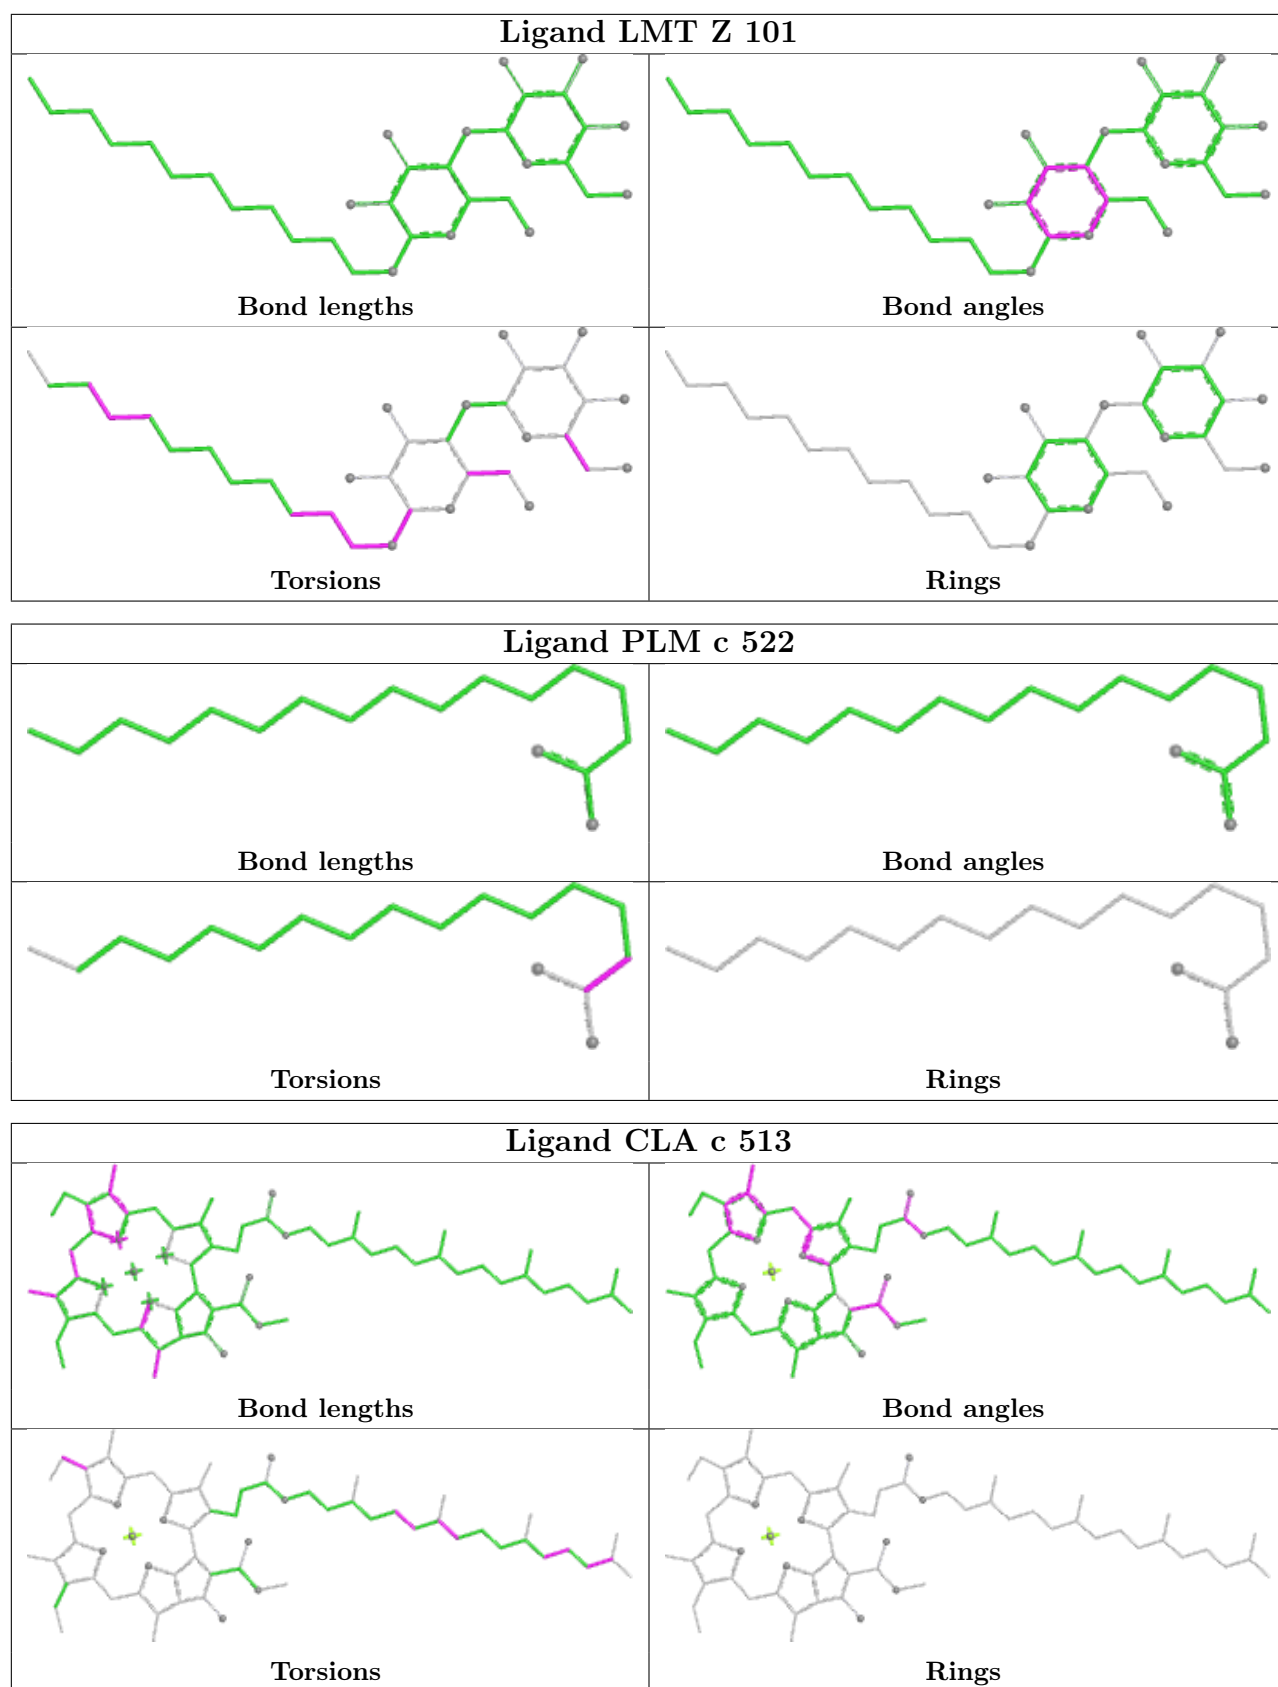 Ligand LMT Z 101
Bond lengths
Bond angles
Torsions
Rings
Ligand PLM c 522
Bond lengths
Bond angles
Torsions
Rings
Ligand CLA c 513
Bond lengths
Bond angles
Torsions
Rings